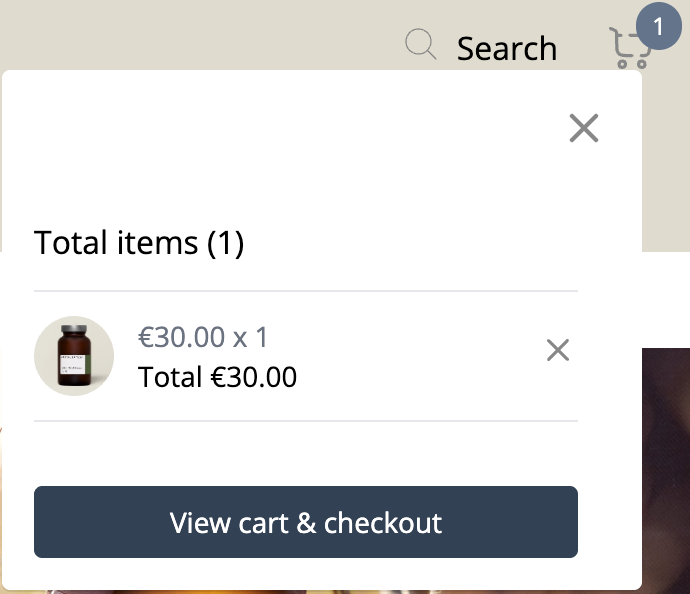 Search
1
Total items (1)
€30.00 x 1
Total €30.00
View cart & checkout